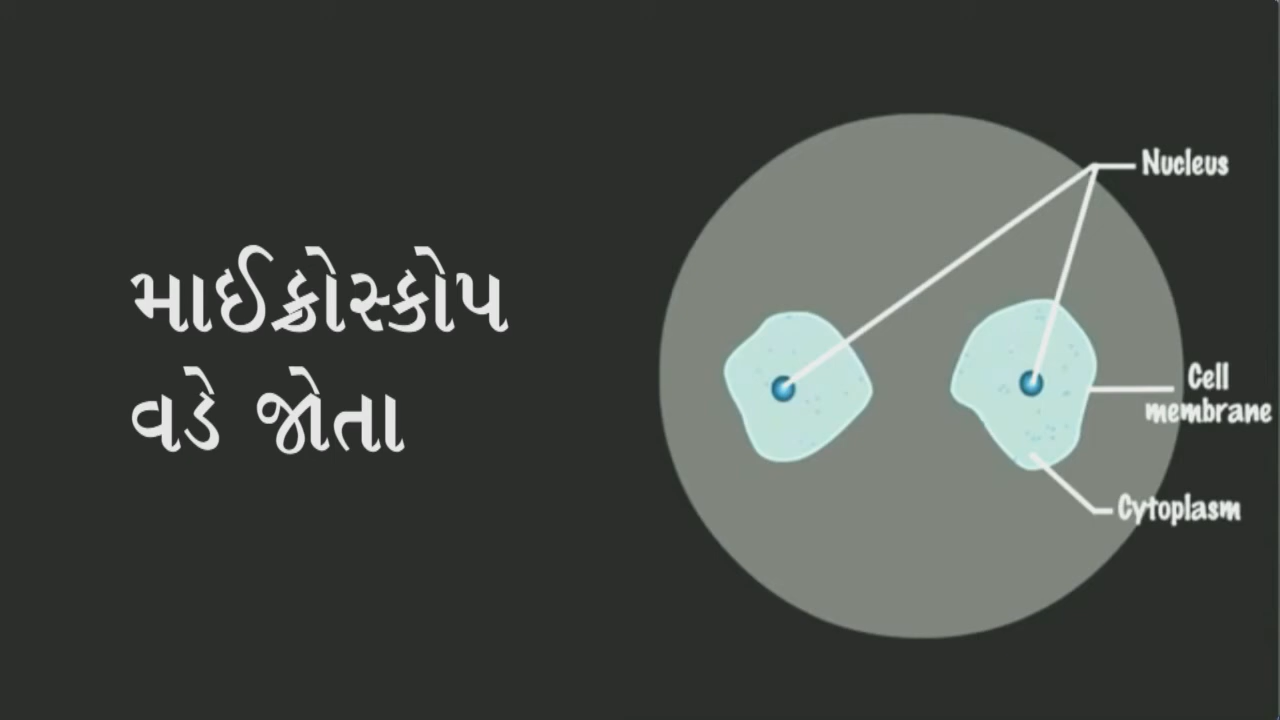 માઈક્રોસ્કોપ
વડે જોતા
Nucleus
Cell
membrane
Cytoplasm